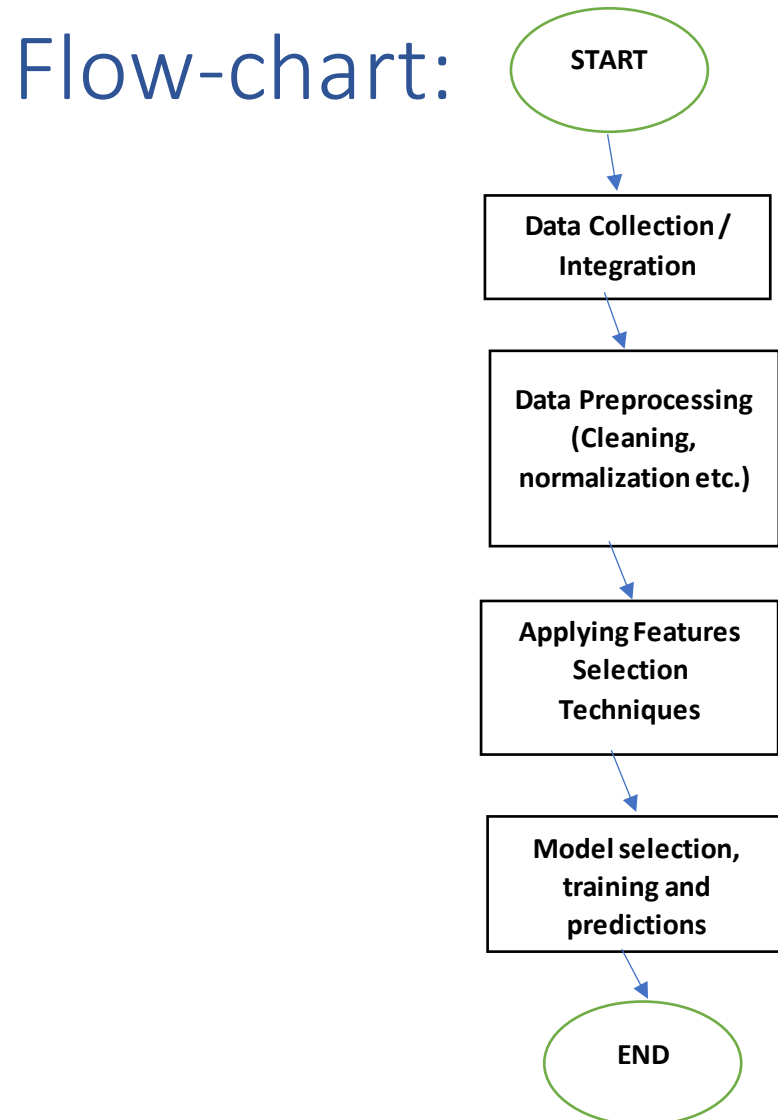 Flow-chart:
START
Data Collection /
Integration
Data Preprocessing
(Cleaning,
normalization etc.)
Applying Features
Selection
Techniques
Model selection,
training and
predictions
END